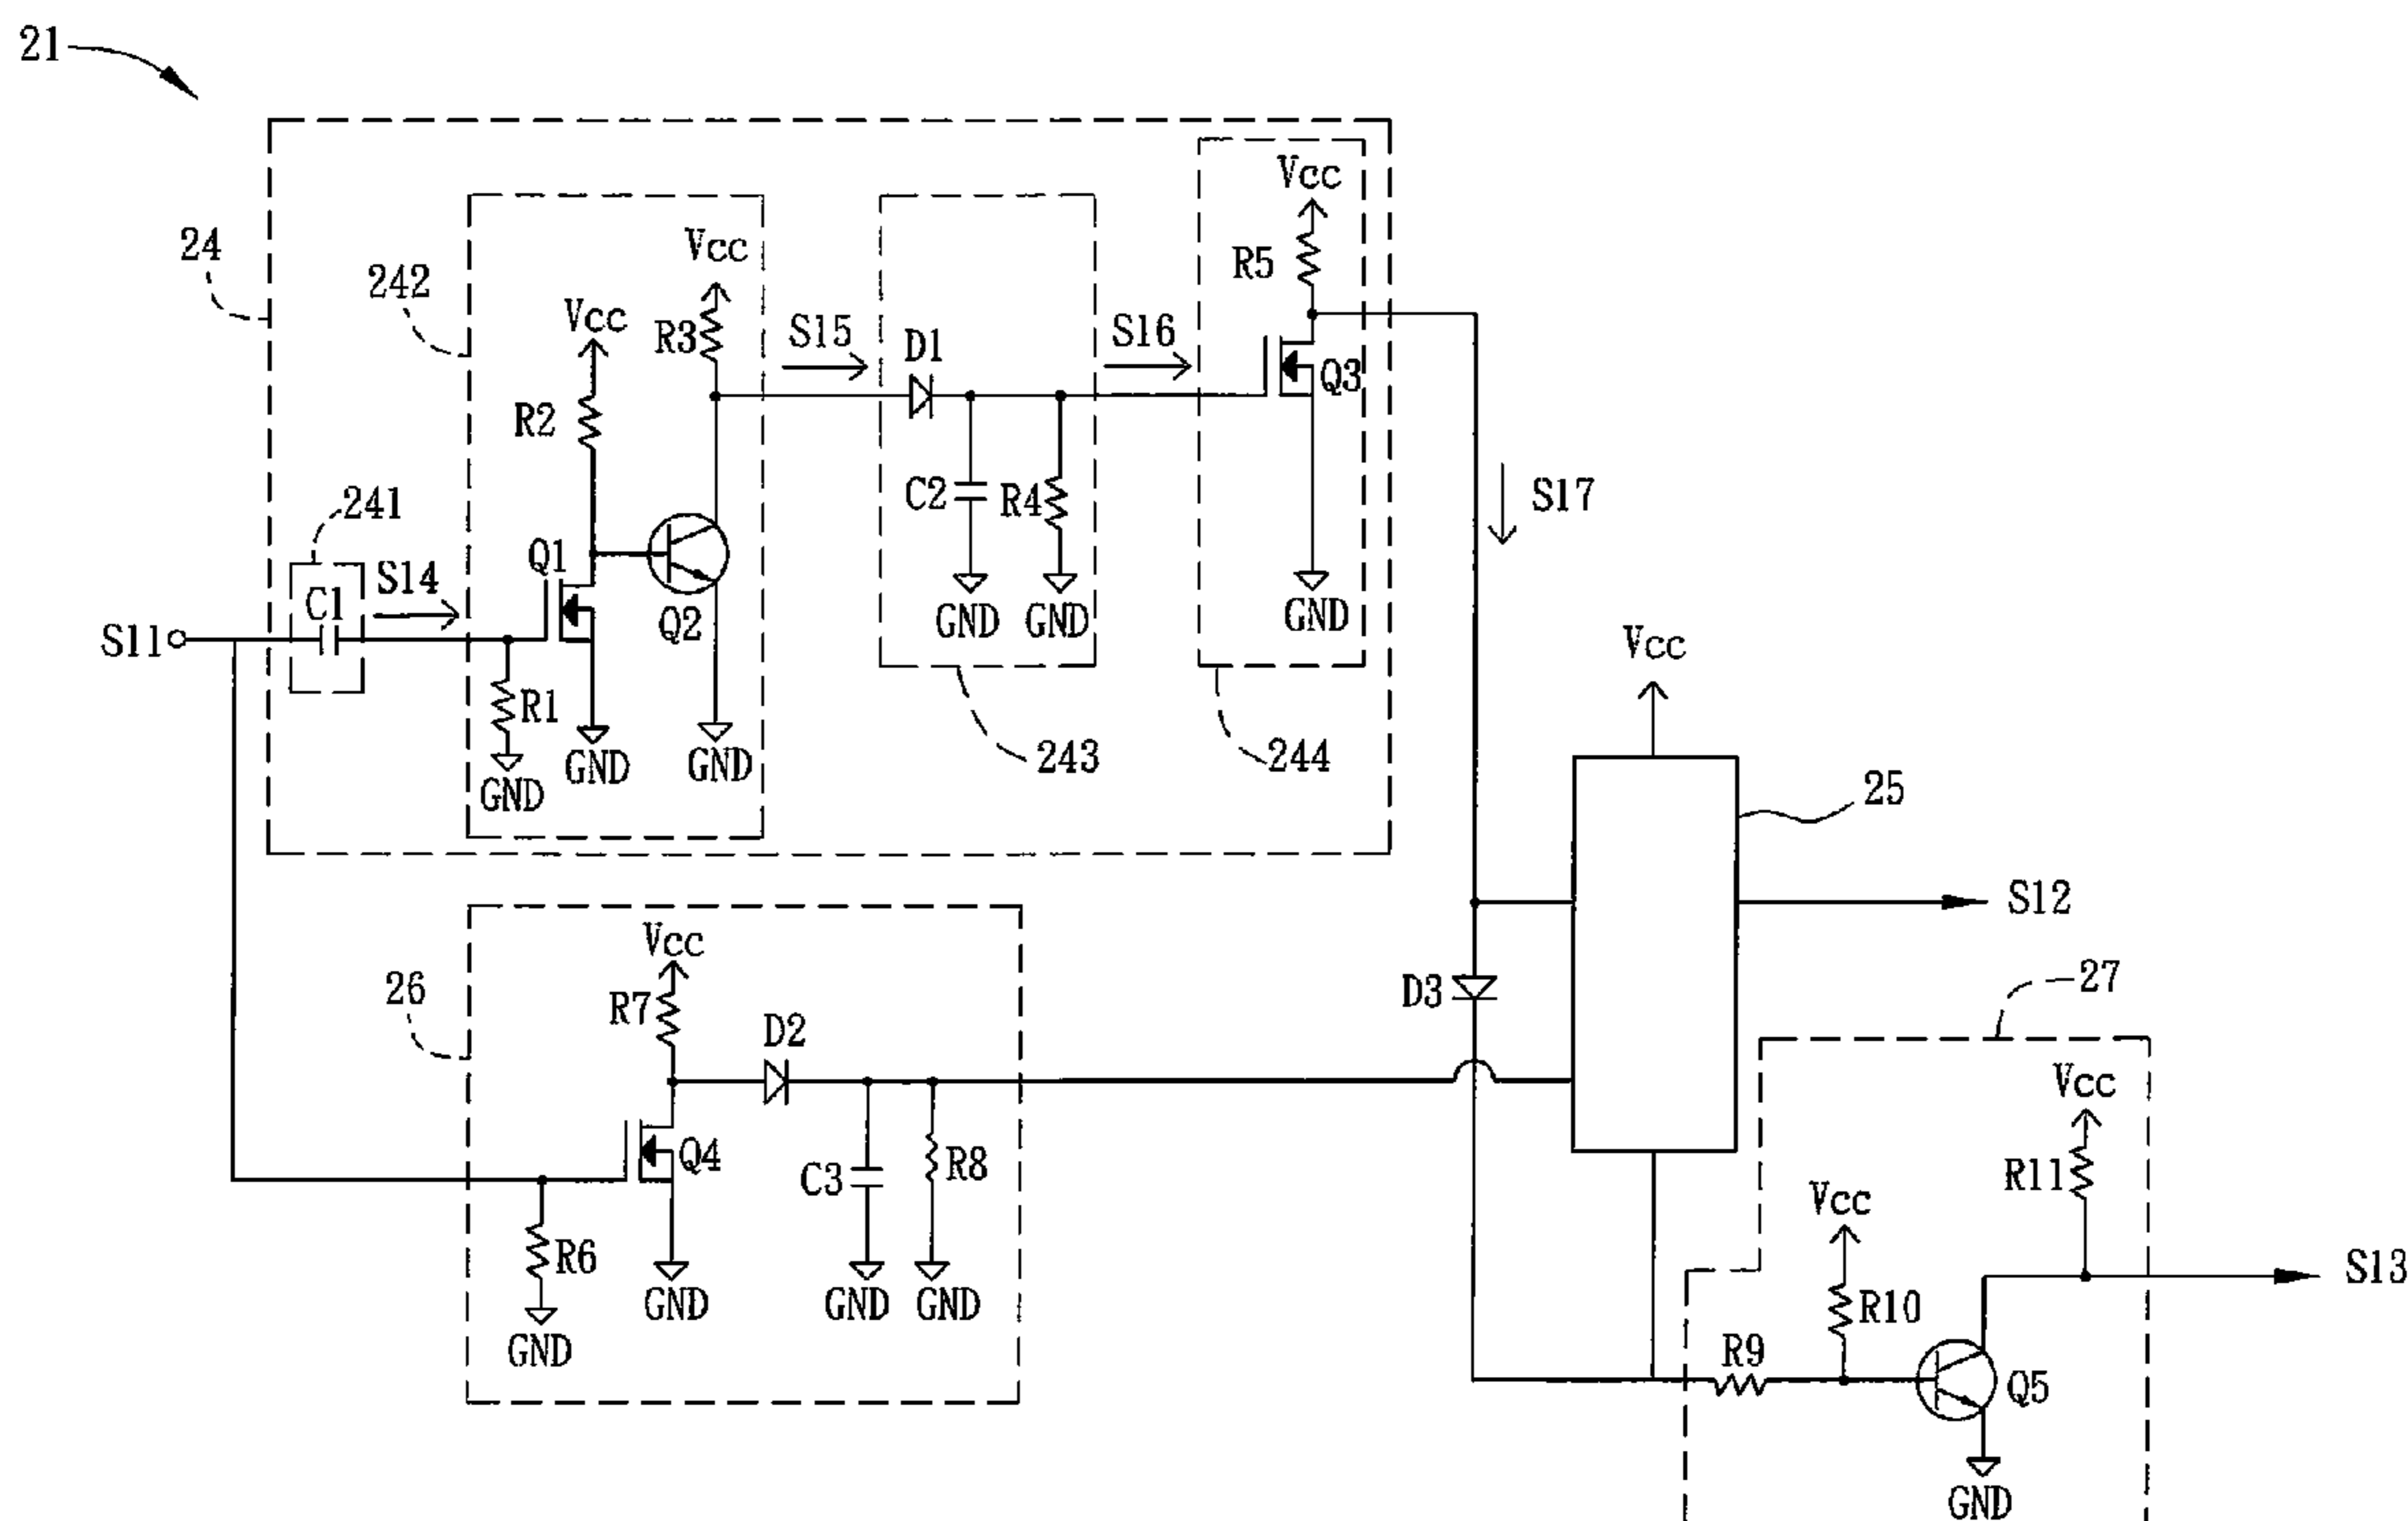 21
24
242
Vcc
R3
Vcc
R2
S15
D1
S16
Vcc
R5
Q3
C2
R4
S17
241
C1
S14
Q1
Q2
GND
GND
GND
S11
R1
GND
GND
GND
243
244
Vcc
25
S12
26
Vcc
R7
D2
D3
27
Vcc
Q4
C3
R8
R11
Vcc
R6
R10
S13
GND
GND
GND
GND
R9
Q5
GND